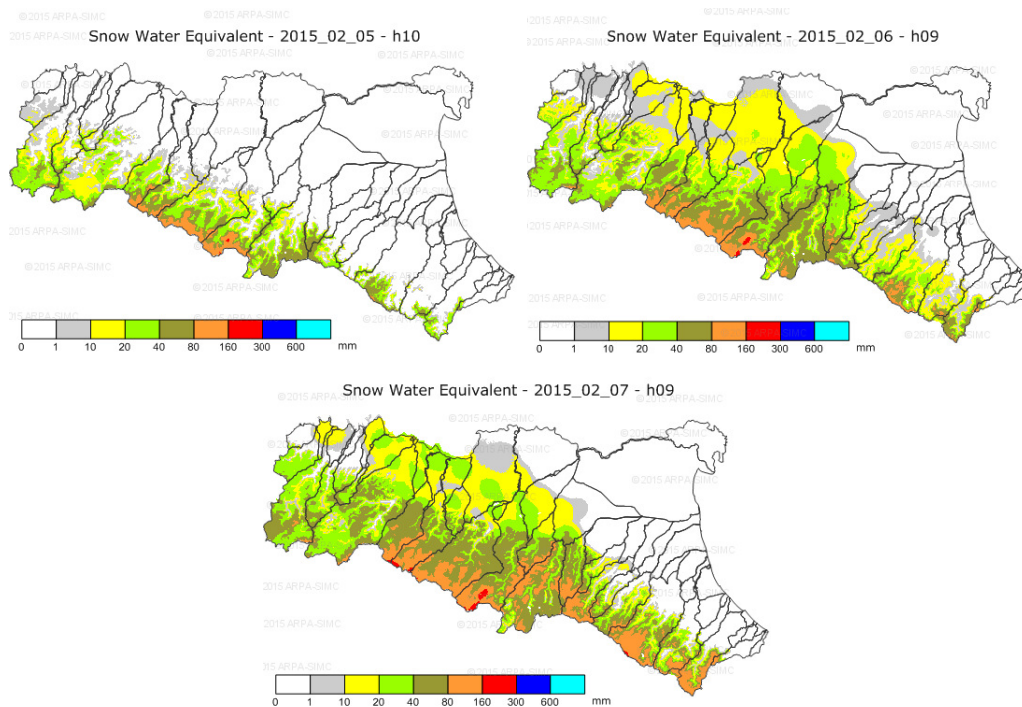 ©2015 ARPA-SIMC
Snow Water Equivalent - 2015_02_05 - h10
0 1 10 20 40 80 160 300 600 mm
Snow Water Equivalent - 2015_02_06 - h09
0 1 10 20 40 80 160 300 600 mm
Snow Water Equivalent - 2015_02_07 - h09
0 1 10 20 40 80 160 300 600 mm